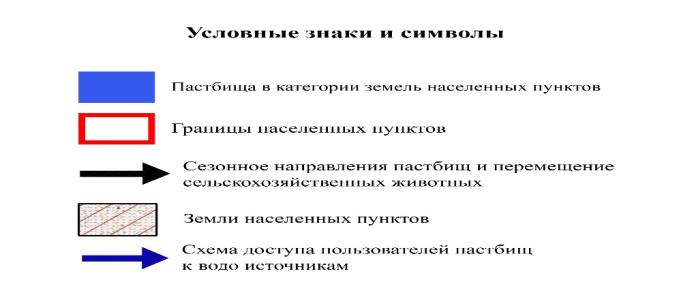 Условные знаки и символы
Пастбища в категории земель населенных пунктов
Границы населенных пунктов
Сезонное направления пастбищ и перемещение
сельскохозяйственных животных
Земли населенных пунктов
Схема доступа пользователей пастбищ
к водо источникам